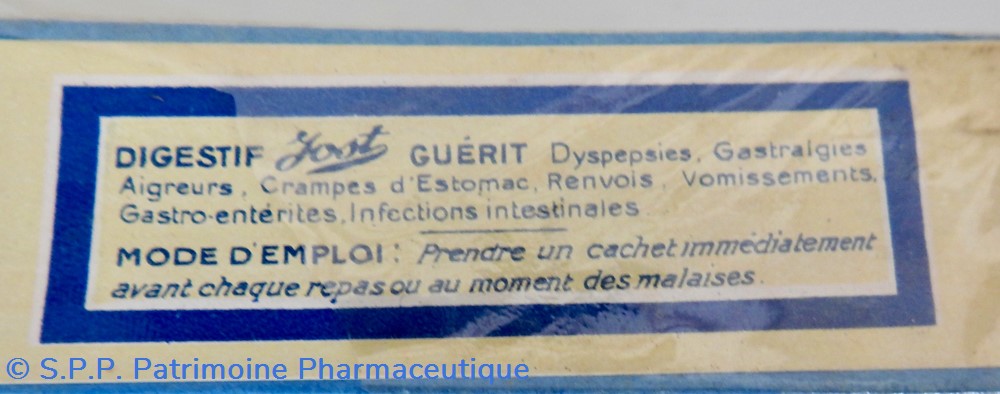 DIGESTIF Joot GUÉRIT Dyspepsies, Gastralgies
Aigreurs, Crampes d'Estomac, Renvois, Vomissements,
Gastro-entérites, Infections intestinales
MODE D'EMPLOI : Prendre un cachet immédiatement
avant chaque repas ou au moment des malaises.
© S.P.P. Patrimoine Pharmaceutique